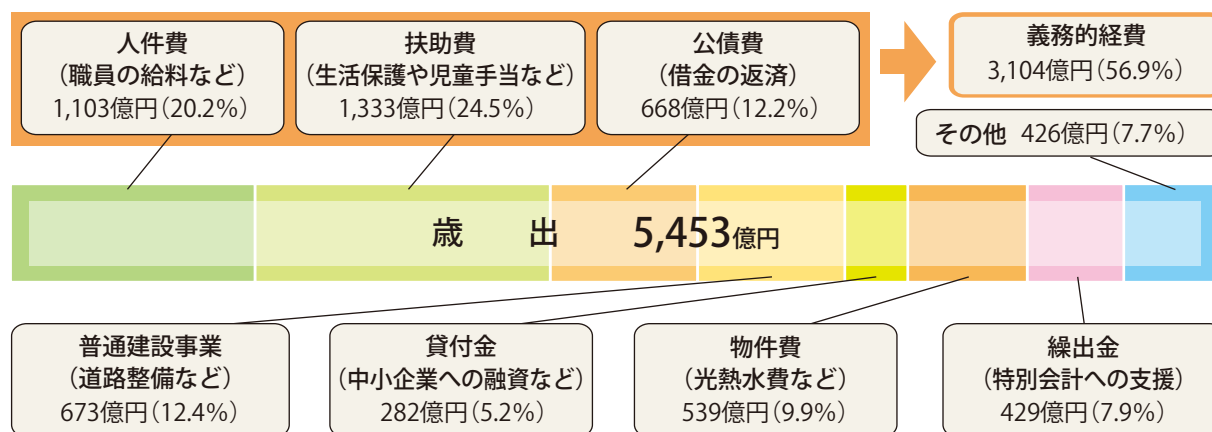 人件費
(職員の給料など)
1,103億円(20.2%)
扶助費
(生活保護や児童手当など)
1,333億円(24.5%)
公債費
(借金の返済)
668億円(12.2%)
義務的経費
3,104億円(56.9%)
その他 426億円(7.7%)
歳出 5,453億円
普通建設事業
(道路整備など)
673億円(12.4%)
貸付金
(中小企業への融資など)
282億円(5.2%)
物件費
(光熱水費など)
539億円(9.9%)
繰出金
(特別会計への支援)
429億円(7.9%)